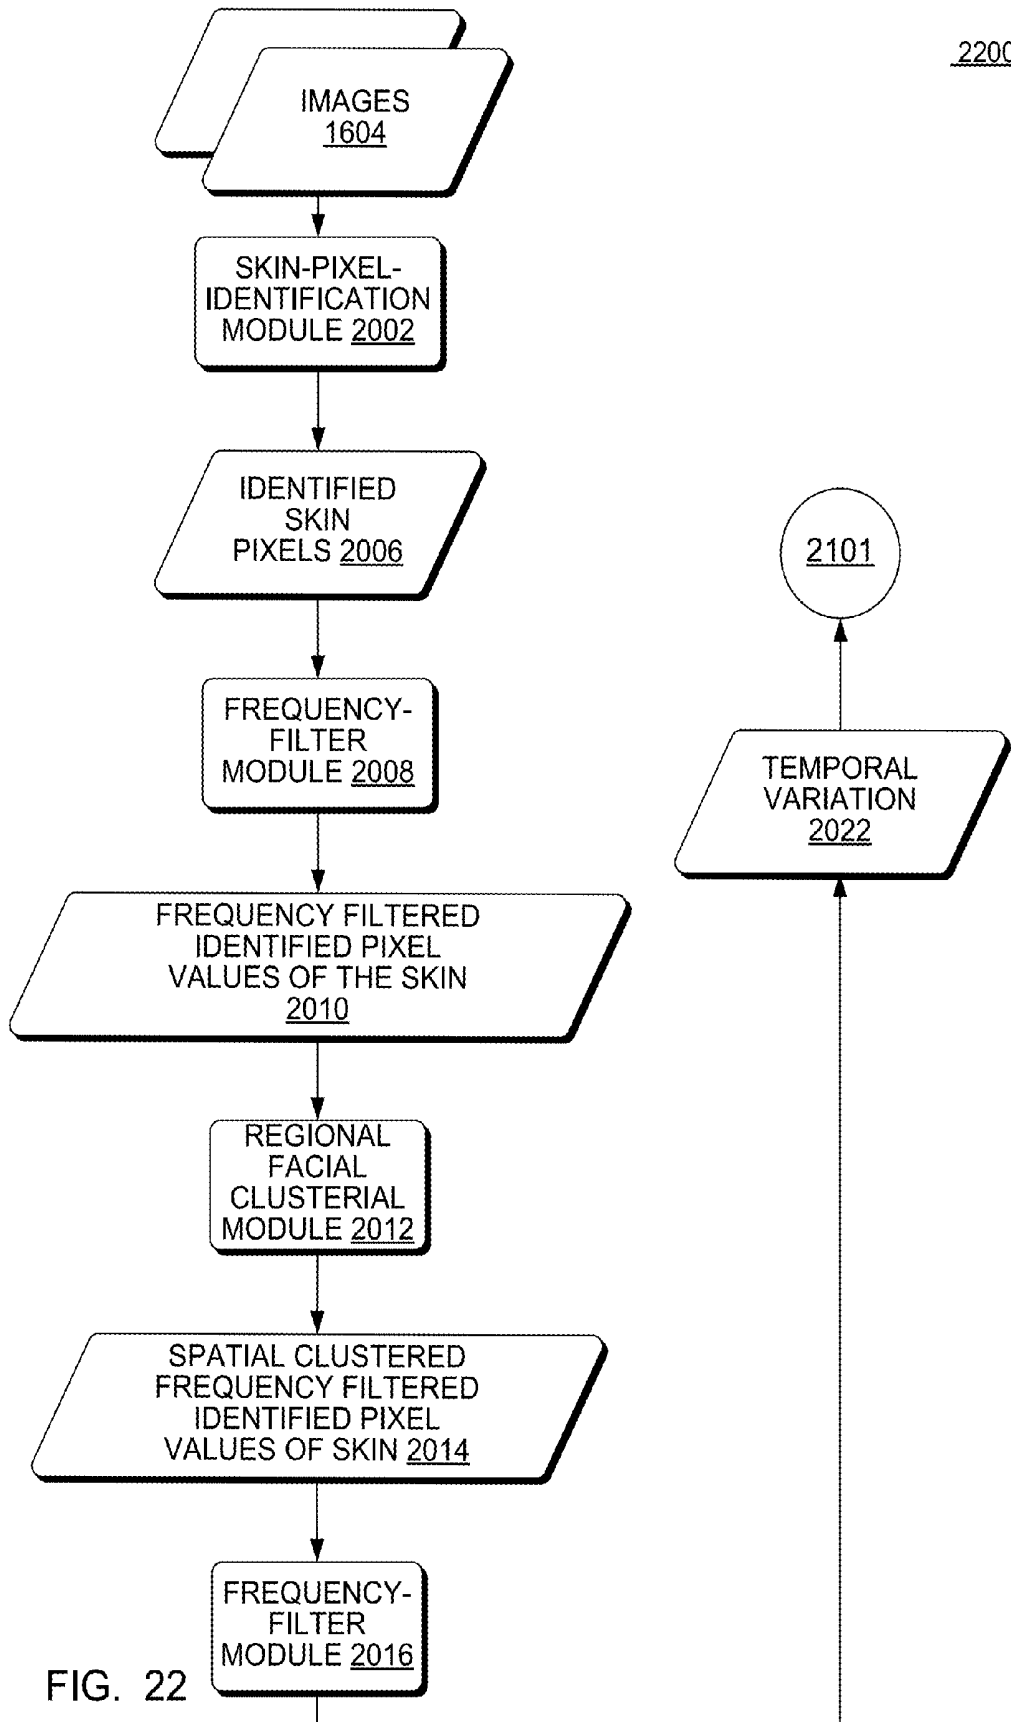 2200
IMAGES
1604
SKIN-PIXEL-
IDENTIFICATION
MODULE 2002
IDENTIFIED
SKIN
PIXELS 2006
FREQUENCY-
FILTER
MODULE 2008
FREQUENCY FILTERED
IDENTIFIED PIXEL
VALUES OF THE SKIN
2010
REGIONAL
FACIAL
CLUSTERIAL
MODULE 2012
SPATIAL CLUSTERED
FREQUENCY FILTERED
IDENTIFIED PIXEL
VALUES OF SKIN 2014
FREQUENCY-
FILTER
MODULE 2016
2101
TEMPORAL
VARIATION
2022
FIG. 22